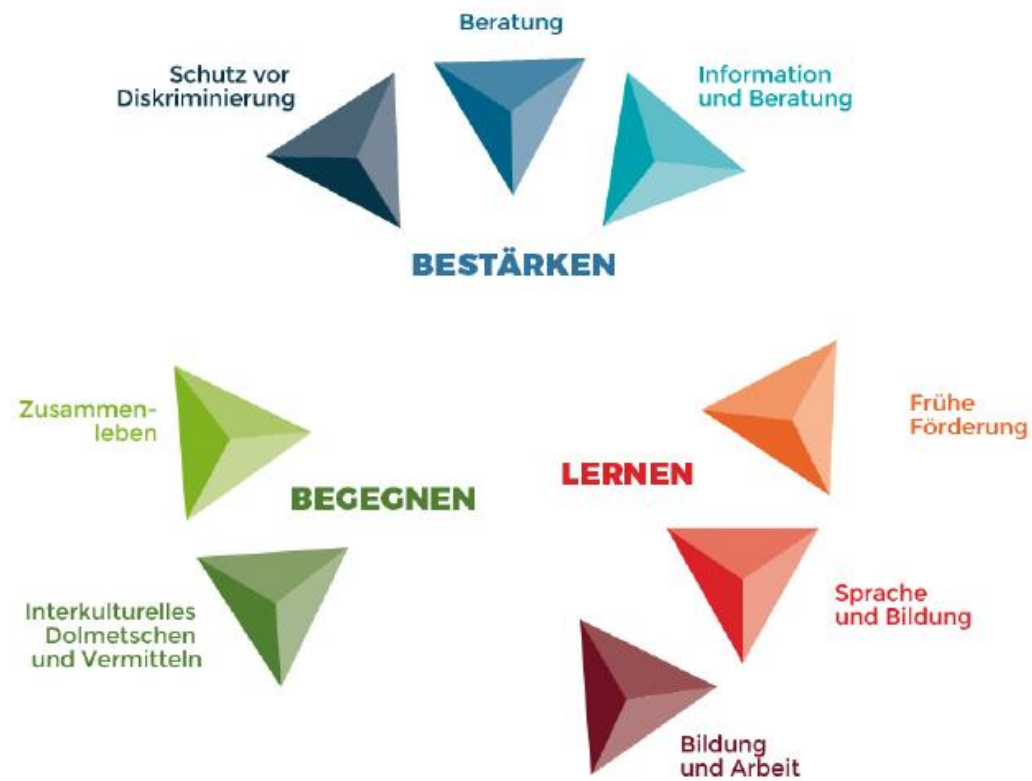 Beratung
Schutz vor
Diskriminierung
Information
und Beratung
BESTÄRKEN
Zusammen-
leben
BEGEGNEN
Interkulturelles
Dolmetschen
und Vermitteln
LERNEN
Frühe
Förderung
Sprache
und Bildung
Bildung
und Arbeit